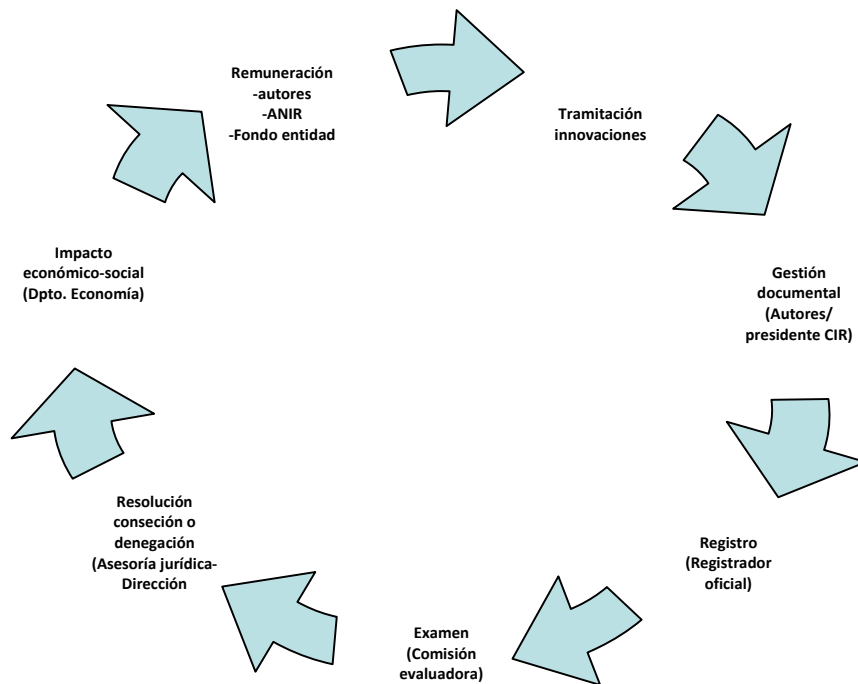 Remuneración
-autores
-ANIR
-Fondo entidad
Tramitación
innovaciones
Gestión
documental
(Autores/
presidente CIR)
Registro
(Registrador
oficial)
Examen
(Comisión
evaluadora)
Resolución
conseción o
denegación
(Asesoría jurídica-
Dirección
Impacto
económico-social
(Dpto. Economía)